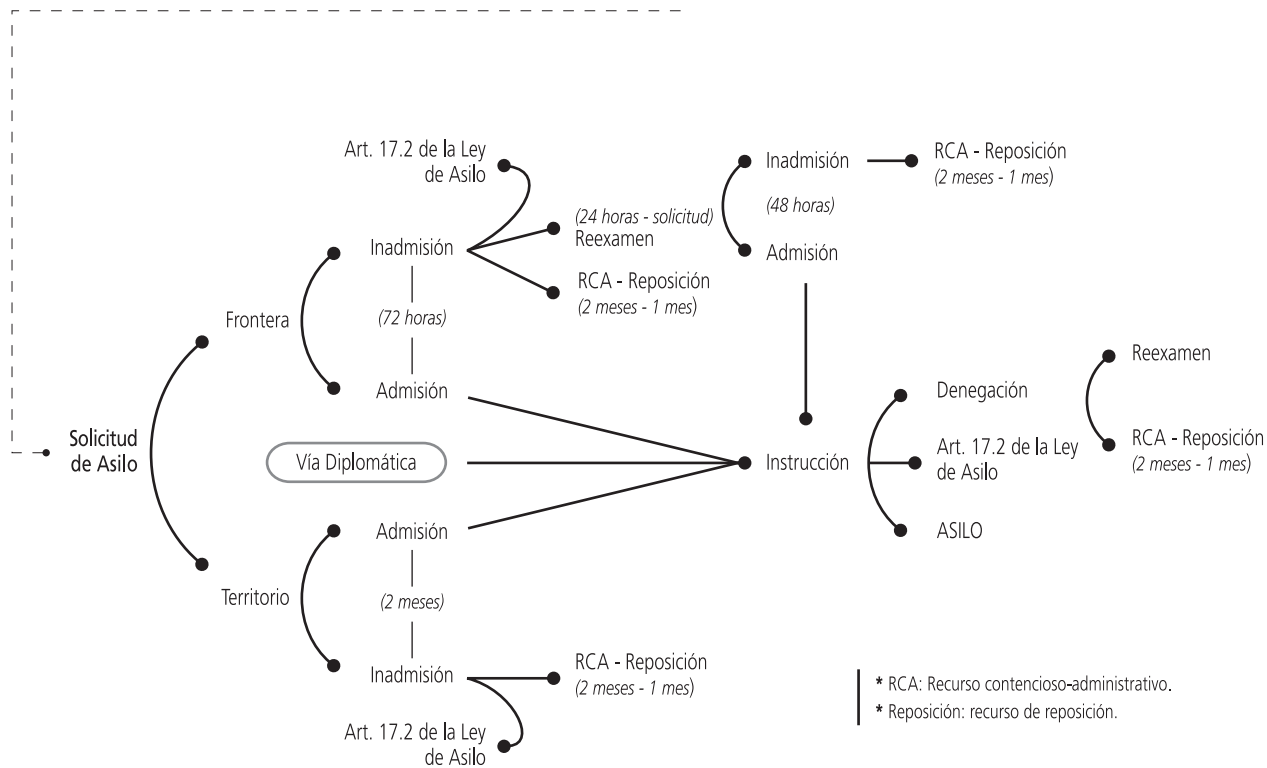 Art. 17.2 de la Ley
de Asilo
Inadmisión
RCA - Reposición
(2 meses - 1 mes)
(48 horas)
(24 horas - solicitud)
Reexamen
Inadmisión
Admisión
RCA - Reposición
(2 meses - 1 mes)
Frontera
(72 horas)
Admisión
Reexamen
Denegación
Solicitud
de Asilo
Vía Diplomática
Instrucción
Art. 17.2 de la Ley
de Asilo
RCA - Reposición
(2 meses - 1 mes)
Admisión
ASILO
Territorio
(2 meses)
Inadmisión
RCA - Reposición
(2 meses - 1 mes)
Art. 17.2 de la Ley
de Asilo
* RCA: Recurso contencioso-administrativo.
* Reposición: recurso de reposición.